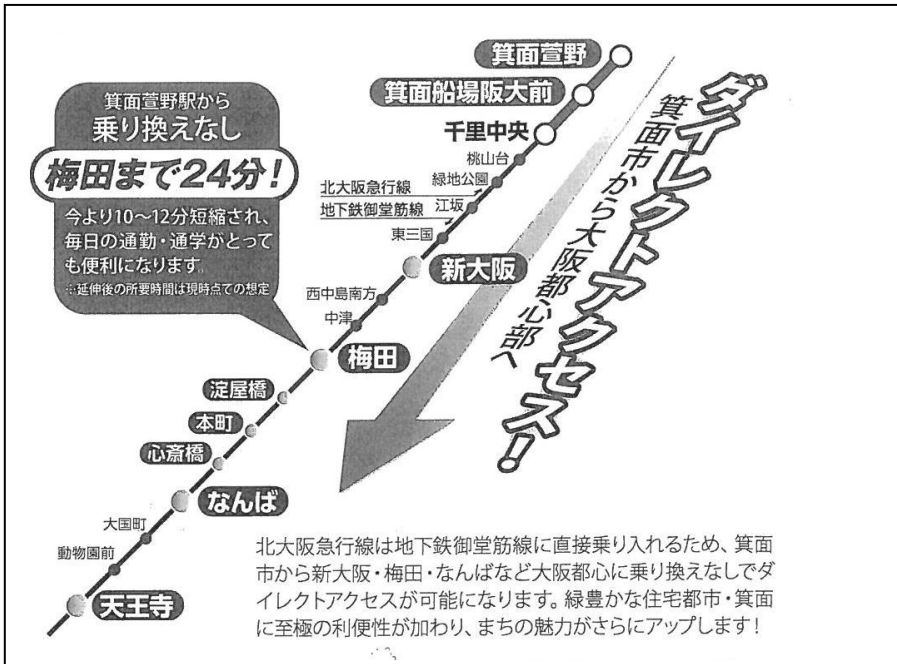 箕面萱野
箕面船場阪大前
千里中央
桃山台
緑地公園
北大阪急行線
江坂
地下鉄御堂筋線
東三国
新大阪
西中島南方
中津
梅田
淀屋橋
本町
心斎橋
なんば
大国町
動物園前
天王寺
箕面萱野駅から
乗り換えなし
梅田まで24分!
今より10〜12分短縮され、
毎日の通勤・通学がとって
も便利になります。
※延伸後の所要時間は現時点での想定
ダイレクトアクセス!
箕面市から大阪都心部へ
北大阪急行線は地下鉄御堂筋線に直接乗り入れるため、箕面
市から新大阪・梅田・なんばなど大阪都心に乗り換えなしでダ
イレクトアクセスが可能になります。緑豊かな住宅都市・箕面
に至極の利便性が加わり、まちの魅力がさらにアップします!